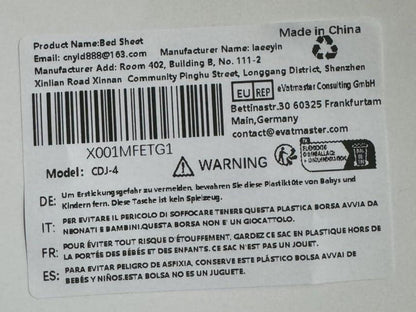 Made in China
Product Name:Bed Sheet
Email: cnyld888@163.com Manufacturer Name: laeeyin
Manufacturer Add: Room 402, Building B, No. 111-2
Xinlian Road Xinnan Community Pinghu Street, Longgang District, Shenzhen
EU REP
eVatmaster Consulting GmbH
Bettinastr.30 60325 Frankfurtam
Main,Germany
contact@evatmaster.com
X001MFETG1
Model: CDJ-4
WARNING
DE: Um Erstickungsgefahr zu vermeiden, bewahren Sie diese Plastiktüte von Babys und
Kindern fern. Diese Tasche ist kein Spielzeug.
IT: PER EVITARE IL PERICOLO DI SOFFOCARE TENERE QUESTA PLASTICA BORSA AVVAI DA
NEONATI E BAMBINI.QUESTA BORSA NON E' UN GIOCATTOLO.
FR: POUR ÉVITER TOUT RISQUE D'ÉTOUFFEMENT, GARDEZ CE SAC EN PLASTIQUE HORS DE
LA PORTÉE DES BÉBÉS ET DES ENFANTS. CE SAC N'EST PAS UN JOUET.
ES: PARA EVITAR PELIGRO DE ASFIXIA, CONSERVE ESTE PLÁSTICO BOLSA AVVAI DE
BEBÉS Y NIÑOS.ESTA BOLSA NO ES UN JUGUETE.